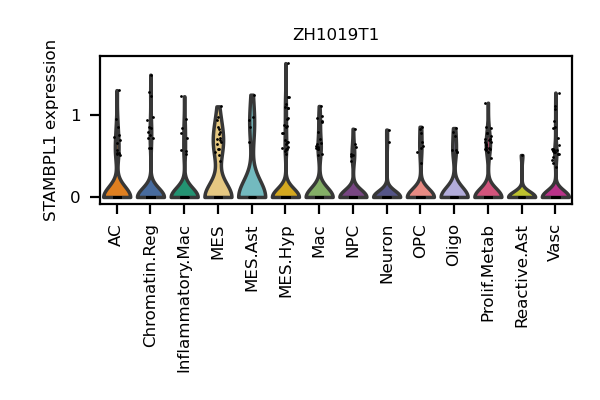 ZH1019T1
STAMBPL1 expression
1
0
AC
Chromatin.Reg
Inflammatory.Mac
MES
MES.Ast
MES.Hyp
Mac
NPC
Neuron
OPC
Oligo
Prolif.Metab
Reactive.Ast
Vasc